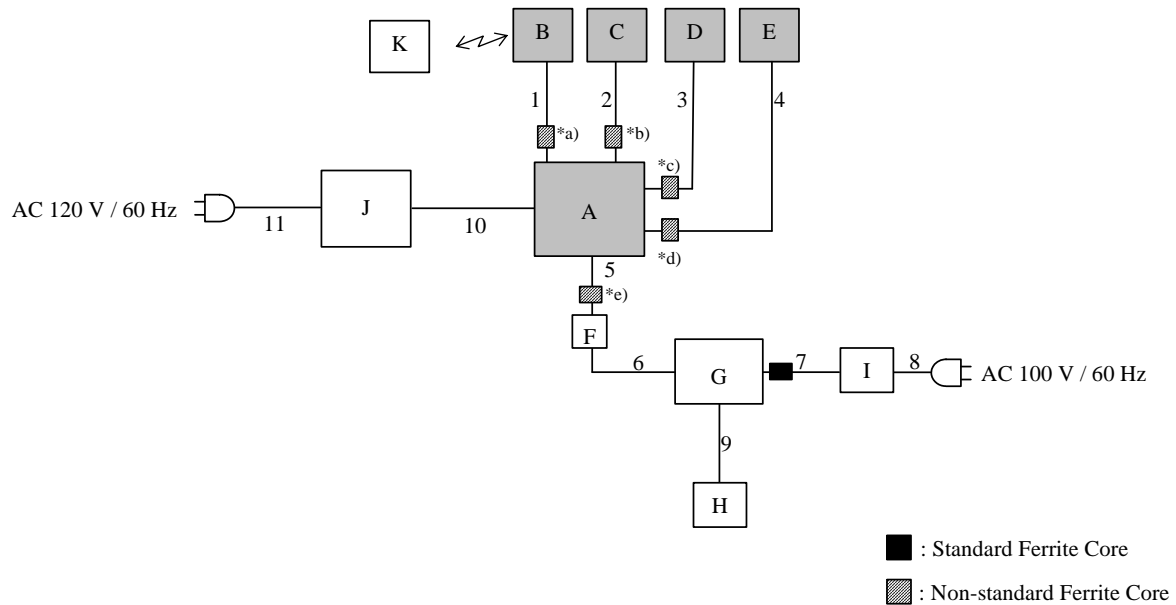 K
B
C
D
E
1
2
3
4
*a)
*b)
*c)
AC 120 V / 60 Hz
11
J
10
A
*d)
5
*e)
F
6
G
7
I
8
AC 100 V / 60 Hz
9
H
: Standard Ferrite Core
: Non-standard Ferrite Core